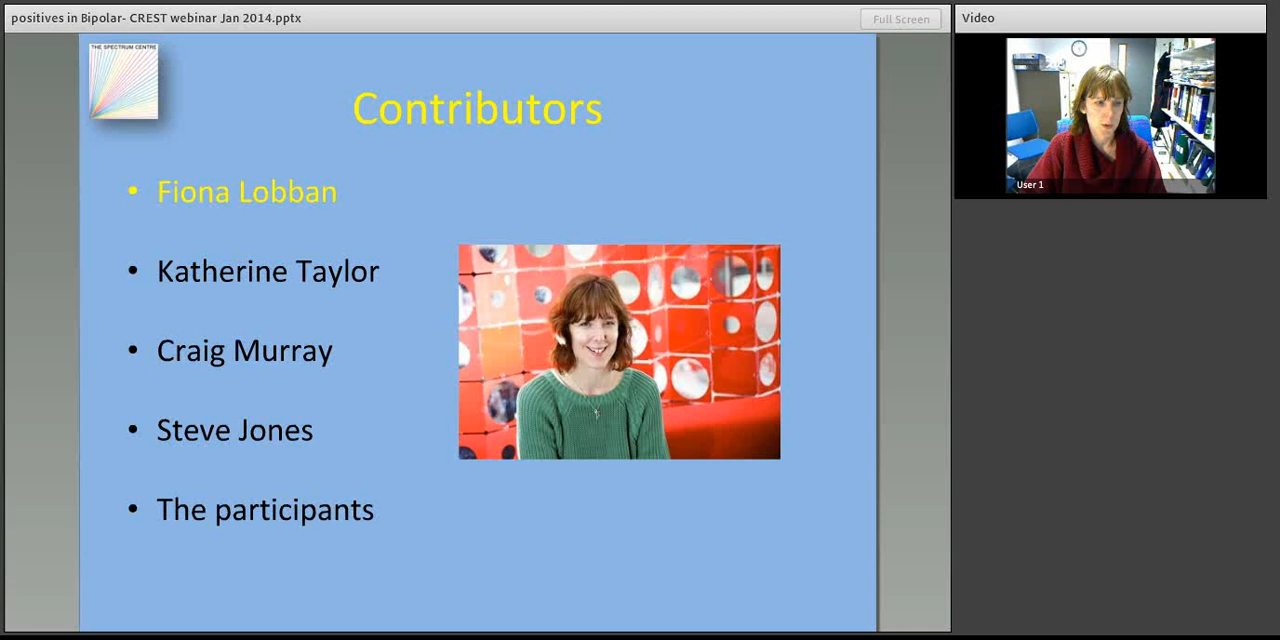 positives in Bipolar- CREST webinar Jan 2014.pptx
Full Screen
Video
THE SPECTRUM CENTRE
Contributors
• Fiona Lobban
• Katherine Taylor
• Craig Murray
• Steve Jones
• The participants
User 1